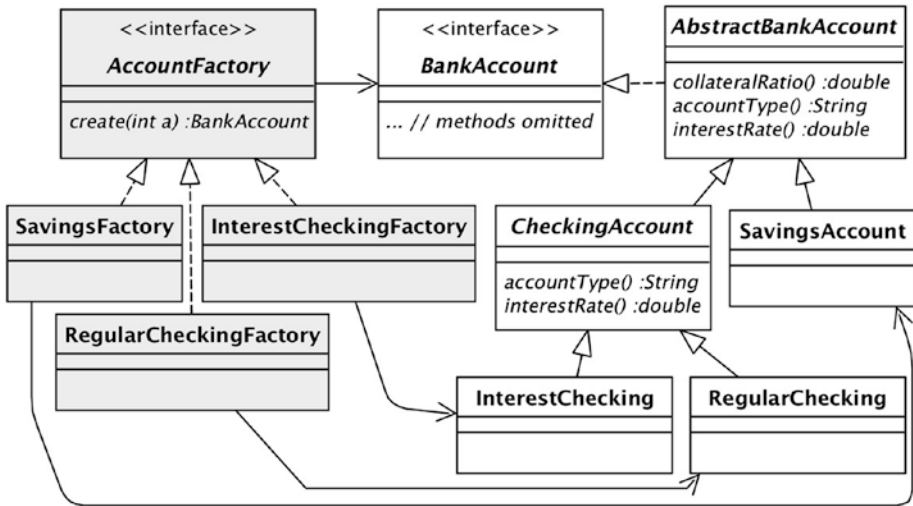 <<interface>>
AccountFactory
create(int a) :BankAccount
<<interface>>
BankAccount
... // methods omitted
AbstractBankAccount
collateralRatio() :double
accountType() :String
interestRate() :double
SavingsFactory
InterestCheckingFactory
CheckingAccount
accountType() :String
interestRate() :double
SavingsAccount
RegularCheckingFactory
InterestChecking
RegularChecking